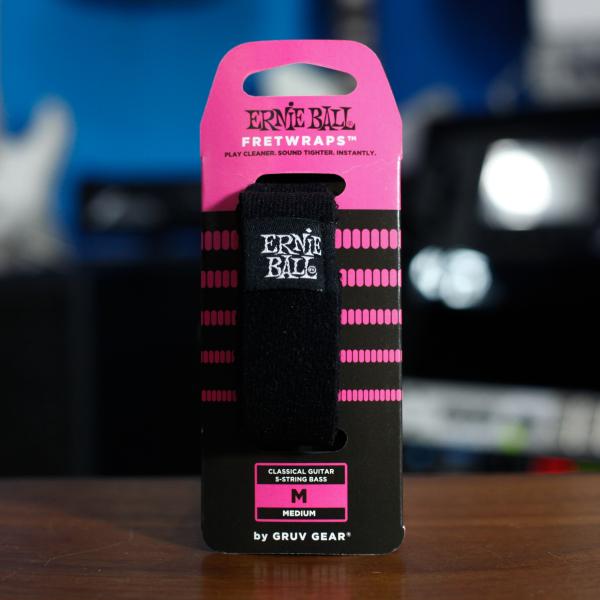 ERNIE BALL®
FRETWRAPS™
PLAY CLEANER. SOUND TIGHTER. INSTANTLY.
ERNIE
BALL®
CLASSICAL GUITAR
5-STRING BASS
M
MEDIUM
by GRUV GEAR®